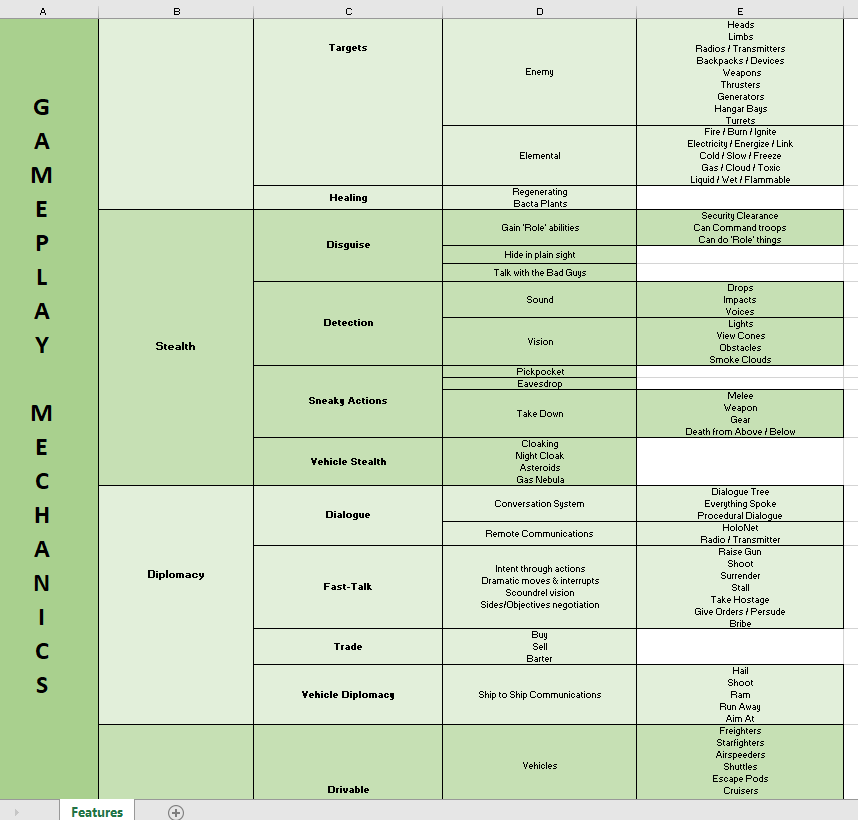 A B C D E
GAMEPLAY MECHANICS
Targets
Enemy
Heads
Limbs
Radios / Transmitters
Backpacks / Devices
Weapons
Thrusters
Generators
Hangar Bays
Turrets
Elemental
Fire / Burn / Ignite
Electricity / Energize / Link
Cold / Slow / Freeze
Gas / Cloud / Toxic
Liquid / Wet / Flammable
Healing
Regenerating
Bacta Plants
Stealth
Disguise
Gain 'Role' abilities
Security Clearance
Can Command troops
Can do 'Role' things
Hide in plain sight
Talk with the Bad Guys
Detection
Sound
Drops
Impacts
Voices
Vision
Lights
View Cones
Obstacles
Smoke Clouds
Sneaky Actions
Pickpocket
Eavesdrop
Take Down
Melee
Weapon
Gear
Death from Above / Below
Vehicle Stealth
Cloaking
Night Cloak
Asteroids
Gas Nebula
Diplomacy
Dialogue
Conversation System
Dialogue Tree
Everything Spoke
Procedural Dialogue
Remote Communications
HoloNet
Radio / Transmitter
Fast-Talk
Intent through actions
Dramatic moves & interrupts
Scoundrel vision
Sides/Objectives negotiation
Raise Gun
Shoot
Surrender
Stall
Take Hostage
Give Orders / Persude
Bribe
Trade
Buy
Sell
Barter
Vehicle Diplomacy
Ship to Ship Communications
Hail
Shoot
Ram
Run Away
Aim At
Drivable
Vehicles
Freighters
Starfighters
Airspeeders
Shuttles
Escape Pods
Cruisers
Features